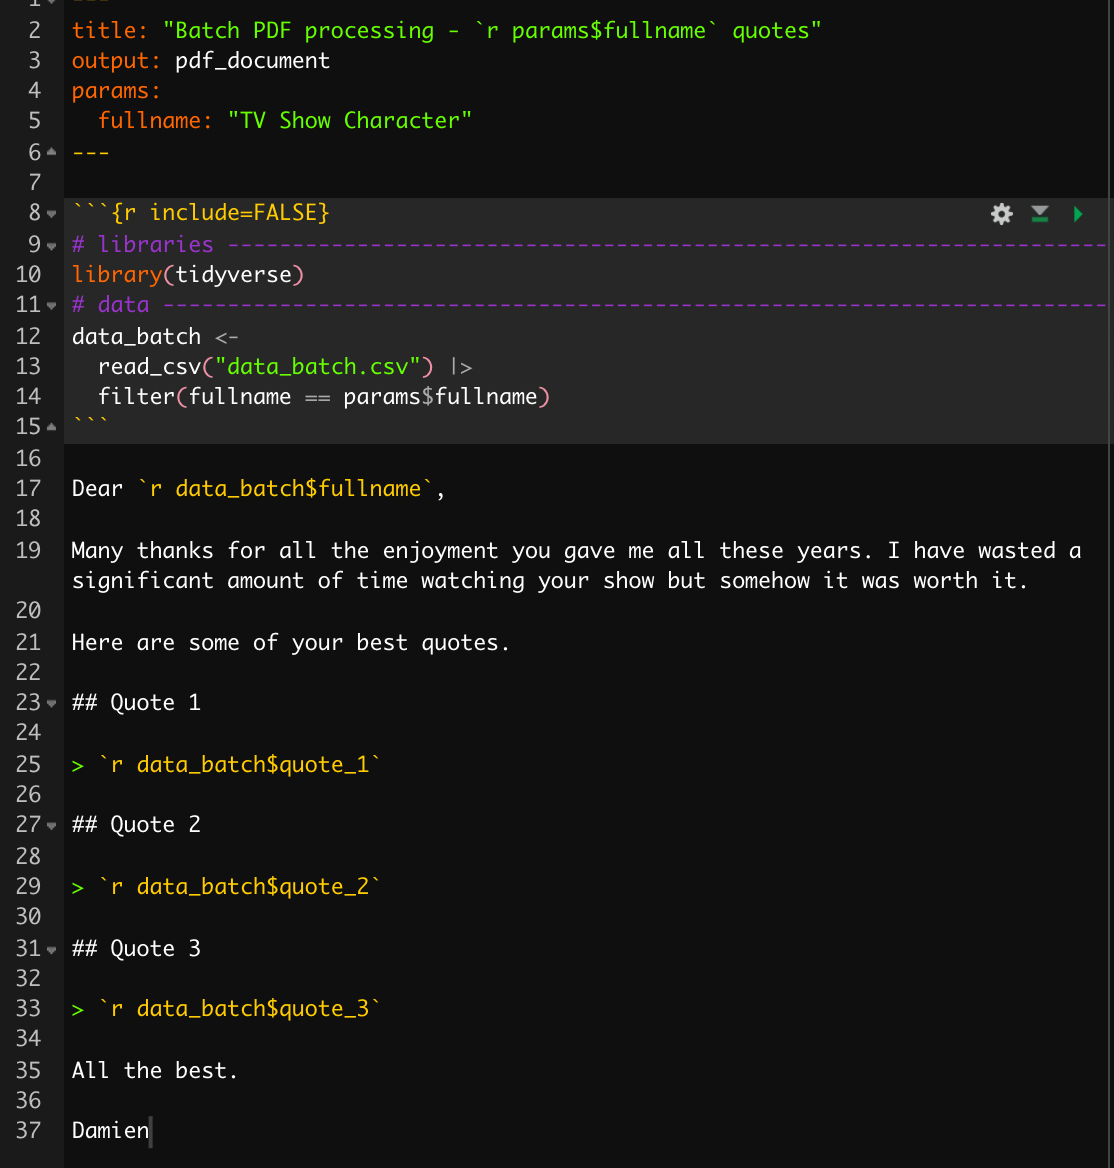 1 ---
2 title: "Batch PDF processing - `r params$fullname` quotes"
3 output: pdf_document
4 params:
5   fullname: "TV Show Character"
6 ---
7
8 ```{r include=FALSE}
9 # libraries --------------------------------------------------------------------
10 library(tidyverse)
11 # data -------------------------------------------------------------------------
12 data_batch <-
13   read_csv("data_batch.csv") |>
14   filter(fullname == params$fullname)
15 ```
16
17 Dear `r data_batch$fullname`,
18
19 Many thanks for all the enjoyment you gave me all these years. I have wasted a
significant amount of time watching your show but somehow it was worth it.
20
21 Here are some of your best quotes.
22
23 ## Quote 1
24
25 > `r data_batch$quote_1`
26
27 ## Quote 2
28
29 > `r data_batch$quote_2`
30
31 ## Quote 3
32
33 > `r data_batch$quote_3`
34
35 All the best.
36
37 Damien